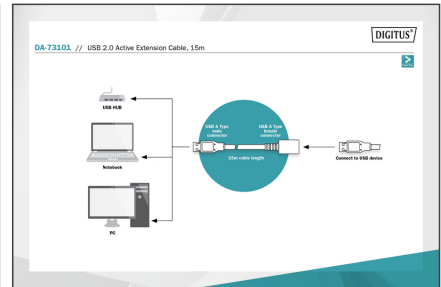 DIGITUS®
DA-73101 // USB 2.0 Active Extension Cable, 15m
USB HUB
USB A Type
male
connector
USB A Type
female
connector
15m cable length
Connect to USB device
Notebook
PC